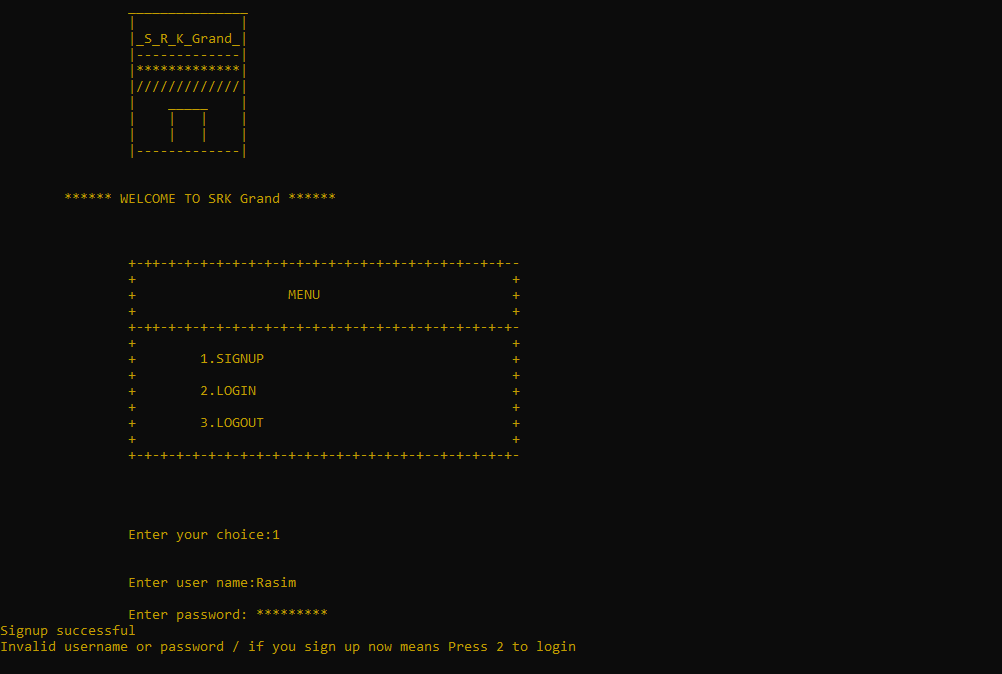 _______________
|             |
|_S_R_K_Grand_|
|-------------|
|*************|
|/////////////|
|    _____    |
|    |   |    |
|    |   |    |
|-------------|
****** WELCOME TO SRK Grand ******
+-++-+-+-+-+-+-+-+-+-+-+-+-+-+-+-+-+-+-+-+--+-+--
+                                               +
+                   MENU                        +
+                                               +
+-++-+-+-+-+-+-+-+-+-+-+-+-+-+-+-+-+-+-+-+-+-+-+-
+                                               +
+        1.SIGNUP                               +
+                                               +
+        2.LOGIN                                +
+                                               +
+        3.LOGOUT                               +
+                                               +
+-+-+-+-+-+-+-+-+-+-+-+-+-+-+-+-+-+-+--+-+-+-+-+-
Enter your choice:1
Enter user name:Rasim
Enter password: *********
Signup successful
Invalid username or password / if you sign up now means Press 2 to login